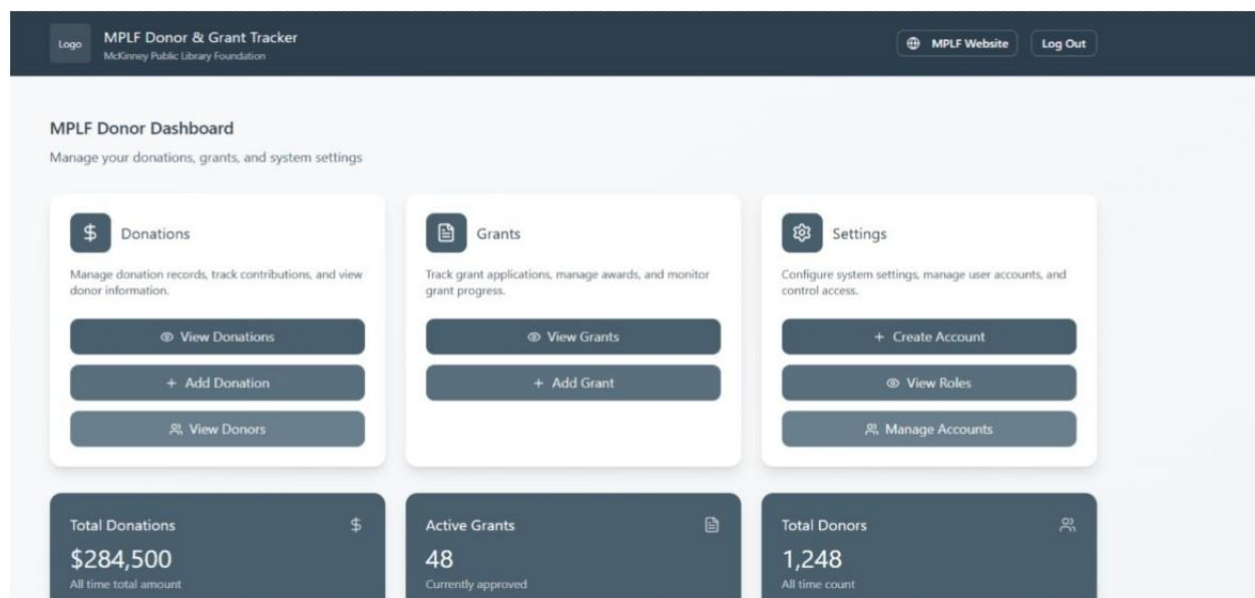 Logo
MPLF Donor & Grant Tracker
McKinney Public Library Foundation
MPLF Website
Log Out
MPLF Donor Dashboard
Manage your donations, grants, and system settings
Donations
Manage donation records, track contributions, and view
donor information.
View Donations
+ Add Donation
View Donors
Grants
Track grant applications, manage awards, and monitor
grant progress.
View Grants
+ Add Grant
Settings
Configure system settings, manage user accounts, and
control access.
+ Create Account
View Roles
Manage Accounts
Total Donations
$
$284,500
All time total amount
Active Grants
48
Currently approved
Total Donors
1,248
All time count